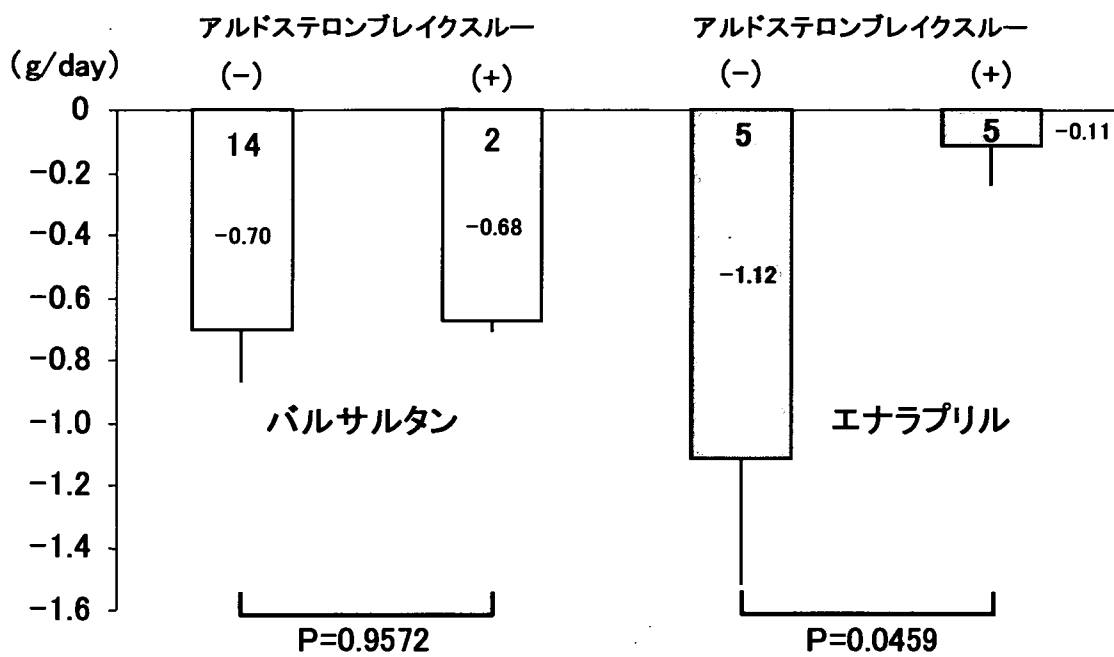 アルドステロンブレイクスルー アルドステロンブレイクスルー
(g/day) (-) (+) (-) (+)
0
14 2 5 5 -0.11
-0.2
-0.4
-0.70 -0.68
-1.12
-0.6
-0.8
-1.0
バルサルタン エナラプリル
-1.2
-1.4
-1.6
P=0.9572 P=0.0459